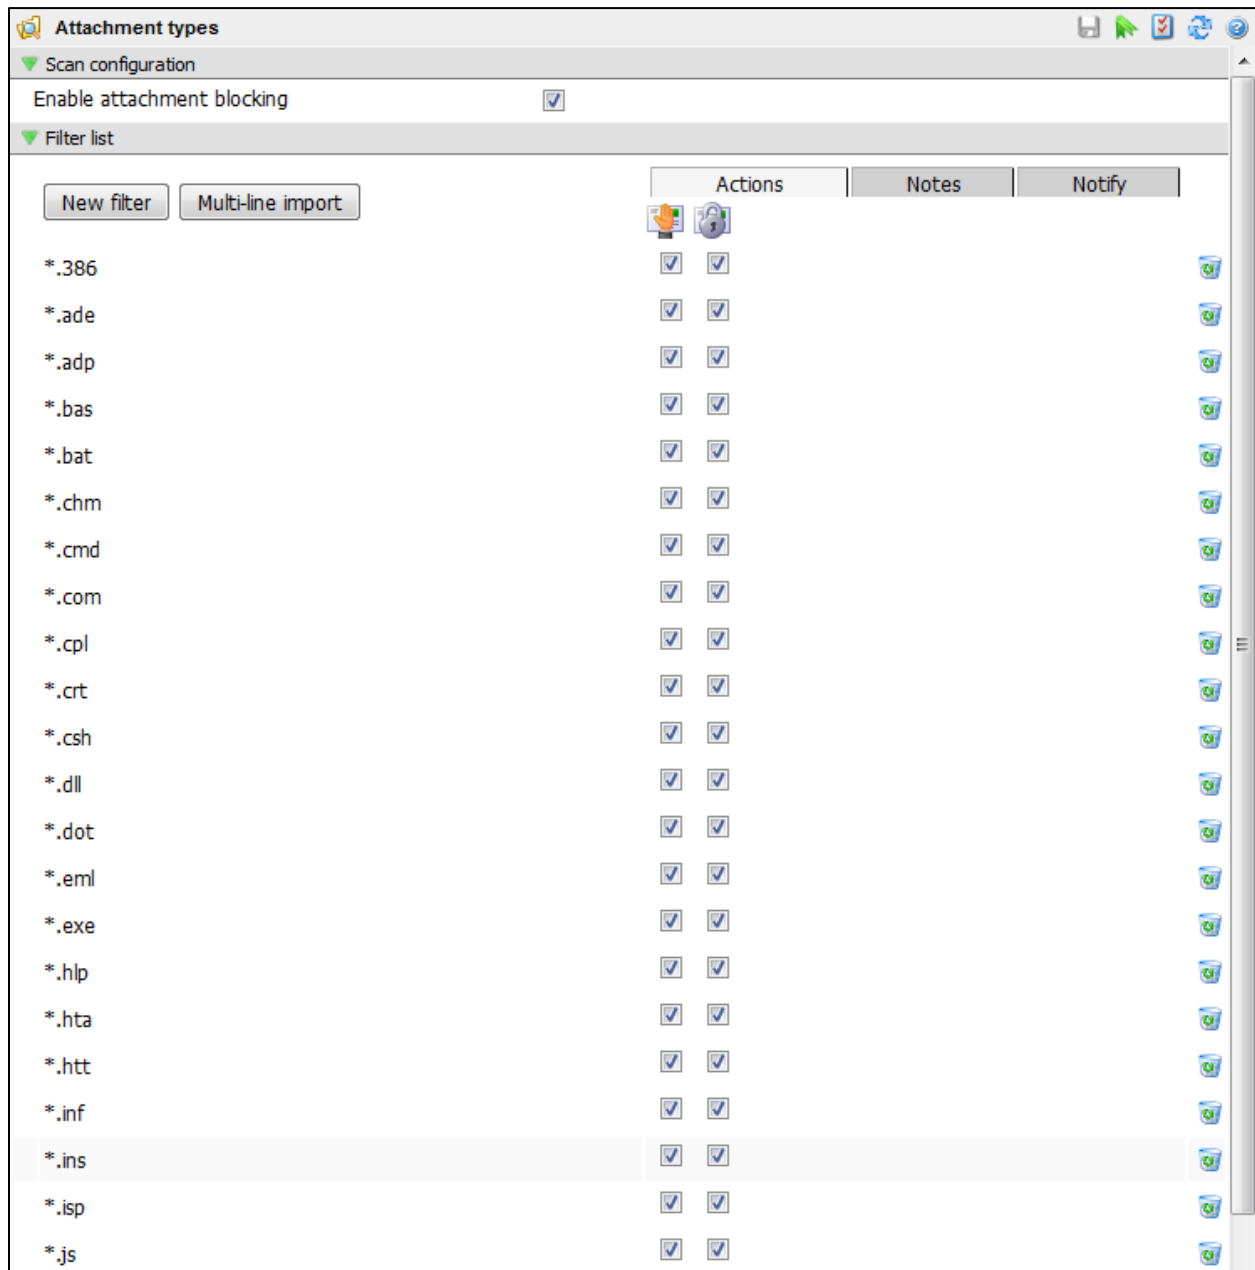 Attachment types
Scan configuration
Enable attachment blocking
Filter list
New filter Multi-line import Actions Notes Notify
*.386
*.ade
*.adp
*.bas
*.bat
*.chm
*.cmd
*.com
*.cpl
*.crt
*.csh
*.dll
*.dot
*.eml
*.exe
*.hlp
*.hta
*.htt
*.inf
*.ins
*.isp
*.js